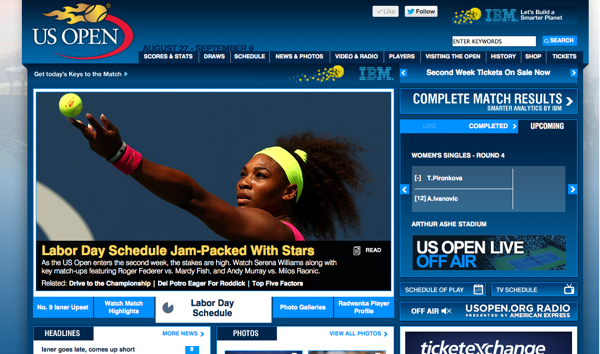 US OPEN
AUGUST 27 - SEPTEMBER 9
Like
Follow
IBM
Let's Build a
Smarter Planet
ENTER KEYWORDS
SEARCH
SCORES & STATS DRAWS SCHEDULE NEWS & PHOTOS VIDEO & RADIO PLAYERS VISITING THE OPEN HISTORY SHOP TICKETS
Get today's Keys to the Match
IBM
Second Week Tickets On Sale Now
COMPLETE MATCH RESULTS
SMARTER ANALYTICS BY IBM
LIVE COMPLETED UPCOMING
WOMEN'S SINGLES - ROUND 4
[-] T.Pironkova
[12] A.Ivanovic
ARTHUR ASHE STADIUM
US OPEN LIVE
OFF AIR
SCHEDULE OF PLAY TV SCHEDULE
OFF AIR USOPEN.ORG RADIO
PRESENTED BY AMERICAN EXPRESS
ticketexchange
Labor Day Schedule Jam-Packed With Stars
READ
As the US Open enters the second week, the stakes are high. Watch Serena Williams along with
key match-ups featuring Roger Federer vs. Mardy Fish, and Andy Murray vs. Milos Raonic.
Related: Drive to the Championship | Del Potro Eager For Roddick | Top Five Factors
No. 9 Isner Upset
Watch Match
Highlights
Labor Day
Schedule
Photo Galleries
Radwanka Player
Profile
HEADLINES MORE NEWS
Isner goes late, comes up short 8
PHOTOS VIEW ALL PHOTOS